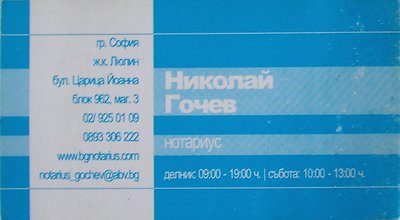 гр. София
ж.к. Люлин
бул. Царица Йоанна
блок 962, маг. 3
02/ 925 01 09
0893 306 222
www.bgnotarius.com
notarius_gochev@abv.bg
Николай
Гочев
нотариус
делник: 09:00 - 19:00 ч. | събота: 10:00 - 13:00 ч.